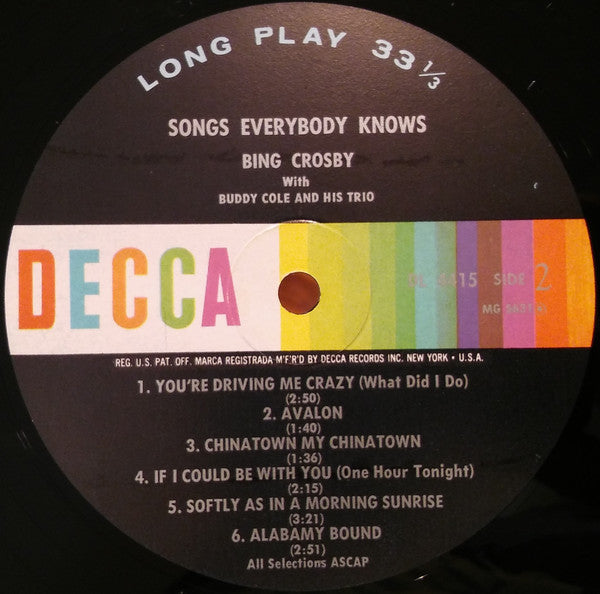 LONG PLAY 33⅓
SONGS EVERYBODY KNOWS
BING CROSBY
With
BUDDY COLE AND HIS TRIO
DECCA
4415 SIDE 2
MG
REG. U.S. PAT. OFF. MARCA REGISTRADA M'F'R'D BY DECCA RECORDS INC. NEW YORK • U.S.A.
1. YOU'RE DRIVING ME CRAZY (What Did I Do)
(2:50)
2. AVALON
(1:40)
3. CHINATOWN MY CHINATOWN
(1:36)
4. IF I COULD BE WITH YOU (One Hour Tonight)
(2:15)
5. SOFTLY AS IN A MORNING SUNRISE
(3:21)
6. ALABAMY BOUND
(2:51)
All Selections ASCAP